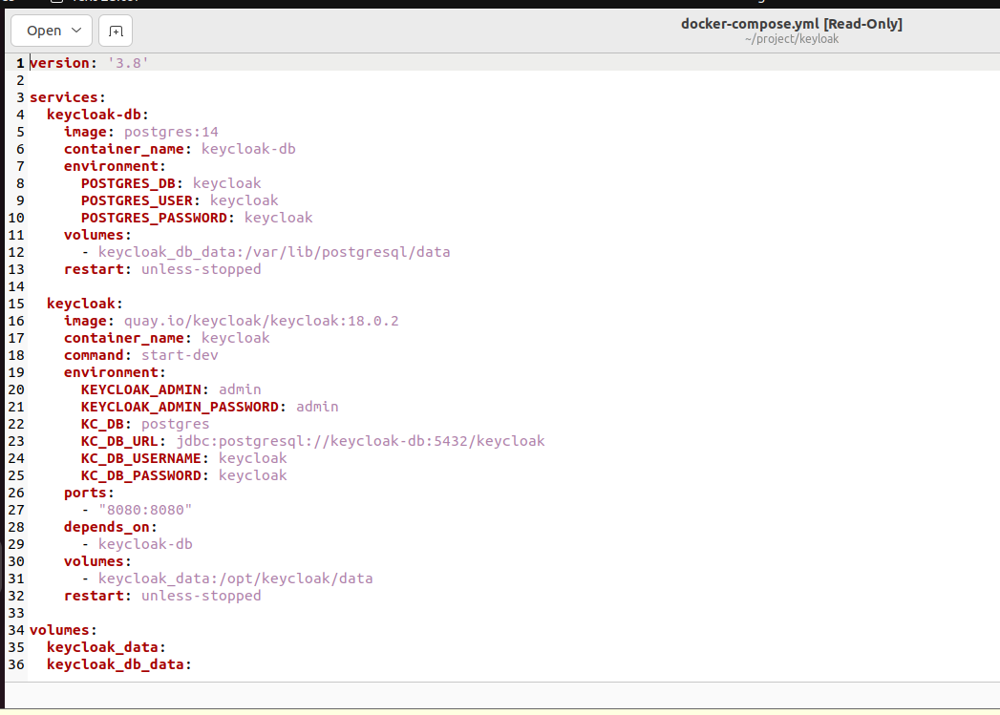 Open
docker-compose.yml [Read-Only]
~/project/keyloak
1 version: '3.8'
2
3 services:
4   keycloak-db:
5     image: postgres:14
6     container_name: keycloak-db
7     environment:
8       POSTGRES_DB: keycloak
9       POSTGRES_USER: keycloak
10       POSTGRES_PASSWORD: keycloak
11     volumes:
12       - keycloak_db_data:/var/lib/postgresql/data
13     restart: unless-stopped
14
15   keycloak:
16     image: quay.io/keycloak/keycloak:18.0.2
17     container_name: keycloak
18     command: start-dev
19     environment:
20       KEYCLOAK_ADMIN: admin
21       KEYCLOAK_ADMIN_PASSWORD: admin
22       KC_DB: postgres
23       KC_DB_URL: jdbc:postgresql://keycloak-db:5432/keycloak
24       KC_DB_USERNAME: keycloak
25       KC_DB_PASSWORD: keycloak
26     ports:
27       - "8080:8080"
28     depends_on:
29       - keycloak-db
30     volumes:
31       - keycloak_data:/opt/keycloak/data
32     restart: unless-stopped
33
34 volumes:
35   keycloak_data:
36   keycloak_db_data: